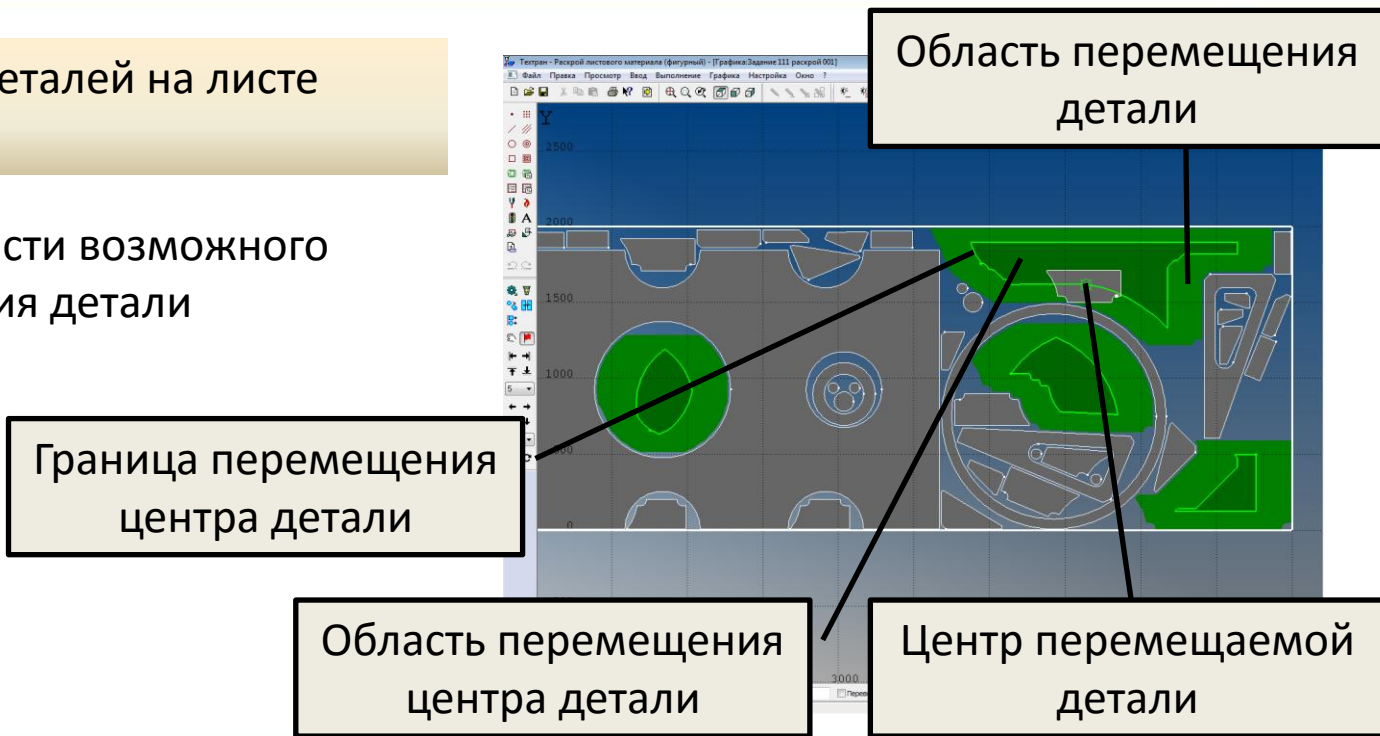 еталей на листе
сти возможного
ия детали
Техтран - Раскрой листового материала (фигурный) - [Графика:Задание 111 раскрой 001]
Файл Правка Просмотр Ввод Выполнение Графика Настройка Окно ?
Область перемещения
детали
Y
2500
2000
1500
1000
5
0
Граница перемещения
центра детали
Область перемещения
центра детали
Центр перемещаемой
детали
3000